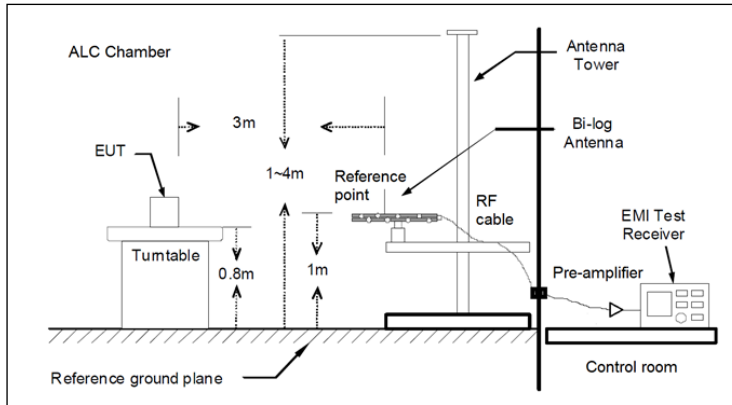 ALC Chamber
Antenna
Tower
3m
Bi-log
Antenna
EUT
1~4m
Reference
point
RF
cable
EMI Test
Receiver
Turntable
0.8m
1m
Pre-amplifier
Reference ground plane
Control room